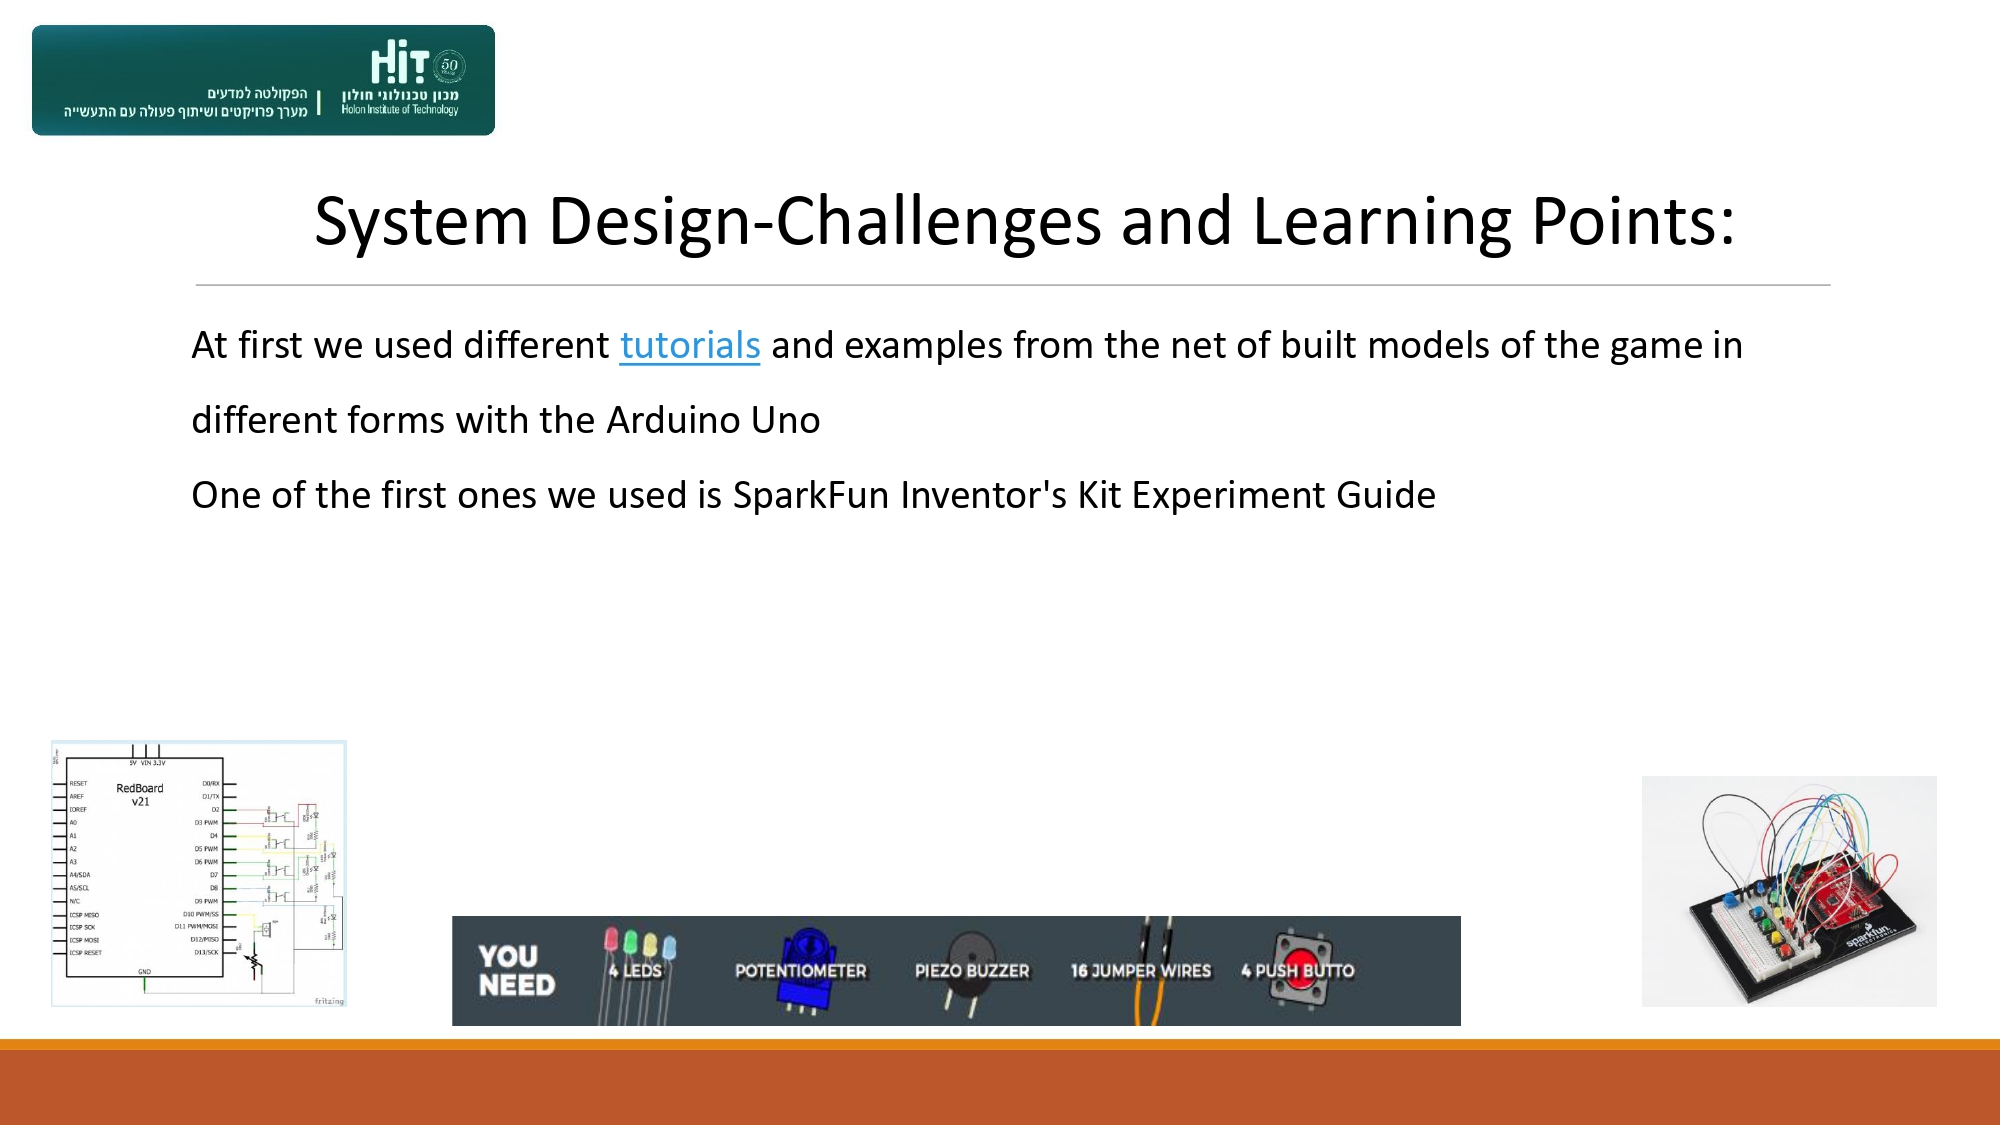 HiT 50
הפקולטה למדעים
מערך פרויקטים ושיתוף פעולה עם התעשייה
מכון טכנולוגי חולון
Holon Institute of Technology
System Design-Challenges and Learning Points:
At first we used different tutorials and examples from the net of built models of the game in
different forms with the Arduino Uno
One of the first ones we used is SparkFun Inventor's Kit Experiment Guide
5V VIN 3.3V
RedBoard
v21
RESET
AREF
IOREF
A0
A1
A2
A3
A4/SDA
A5/SCL
N/C
ICSP MISO
ICSP SCK
ICSP MOSI
ICSP RESET
D0/RX
D1/TX
D2
D3 PWM
D4
D5 PWM
D6 PWM
D7
D8
D9 PWM
D10 PWM/SS
D11 PWM/MOSI
D12/MISO
D13/SCK
GND
fritzing
YOU
NEED
4 LEDS
POTENTIOMETER
PIEZO BUZZER
16 JUMPER WIRES
4 PUSH BUTTO
sparkfun
ELECTRONICS